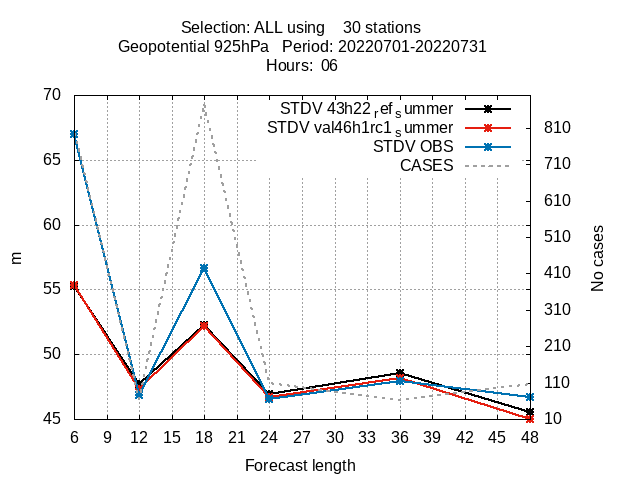 Selection: ALL using    30 stations
Geopotential 925hPa   Period: 20220701-20220731
Hours:  06
STDV 43h22_ref_summer
STDV val46h1rc1_summer
STDV OBS
CASES
70
65
60
55
50
45
m
810
710
610
510
410
310
210
110
10
No cases
6 9 12 15 18 21 24 27 30 33 36 39 42 45 48
Forecast length